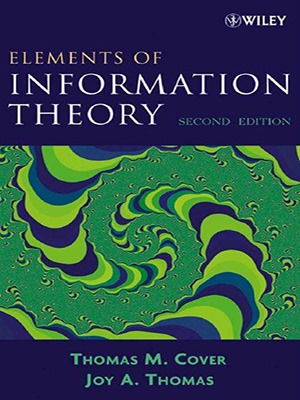 WILEY
ELEMENTS OF
INFORMATION
THEORY SECOND EDITION
THOMAS M. COVER
JOY A. THOMAS